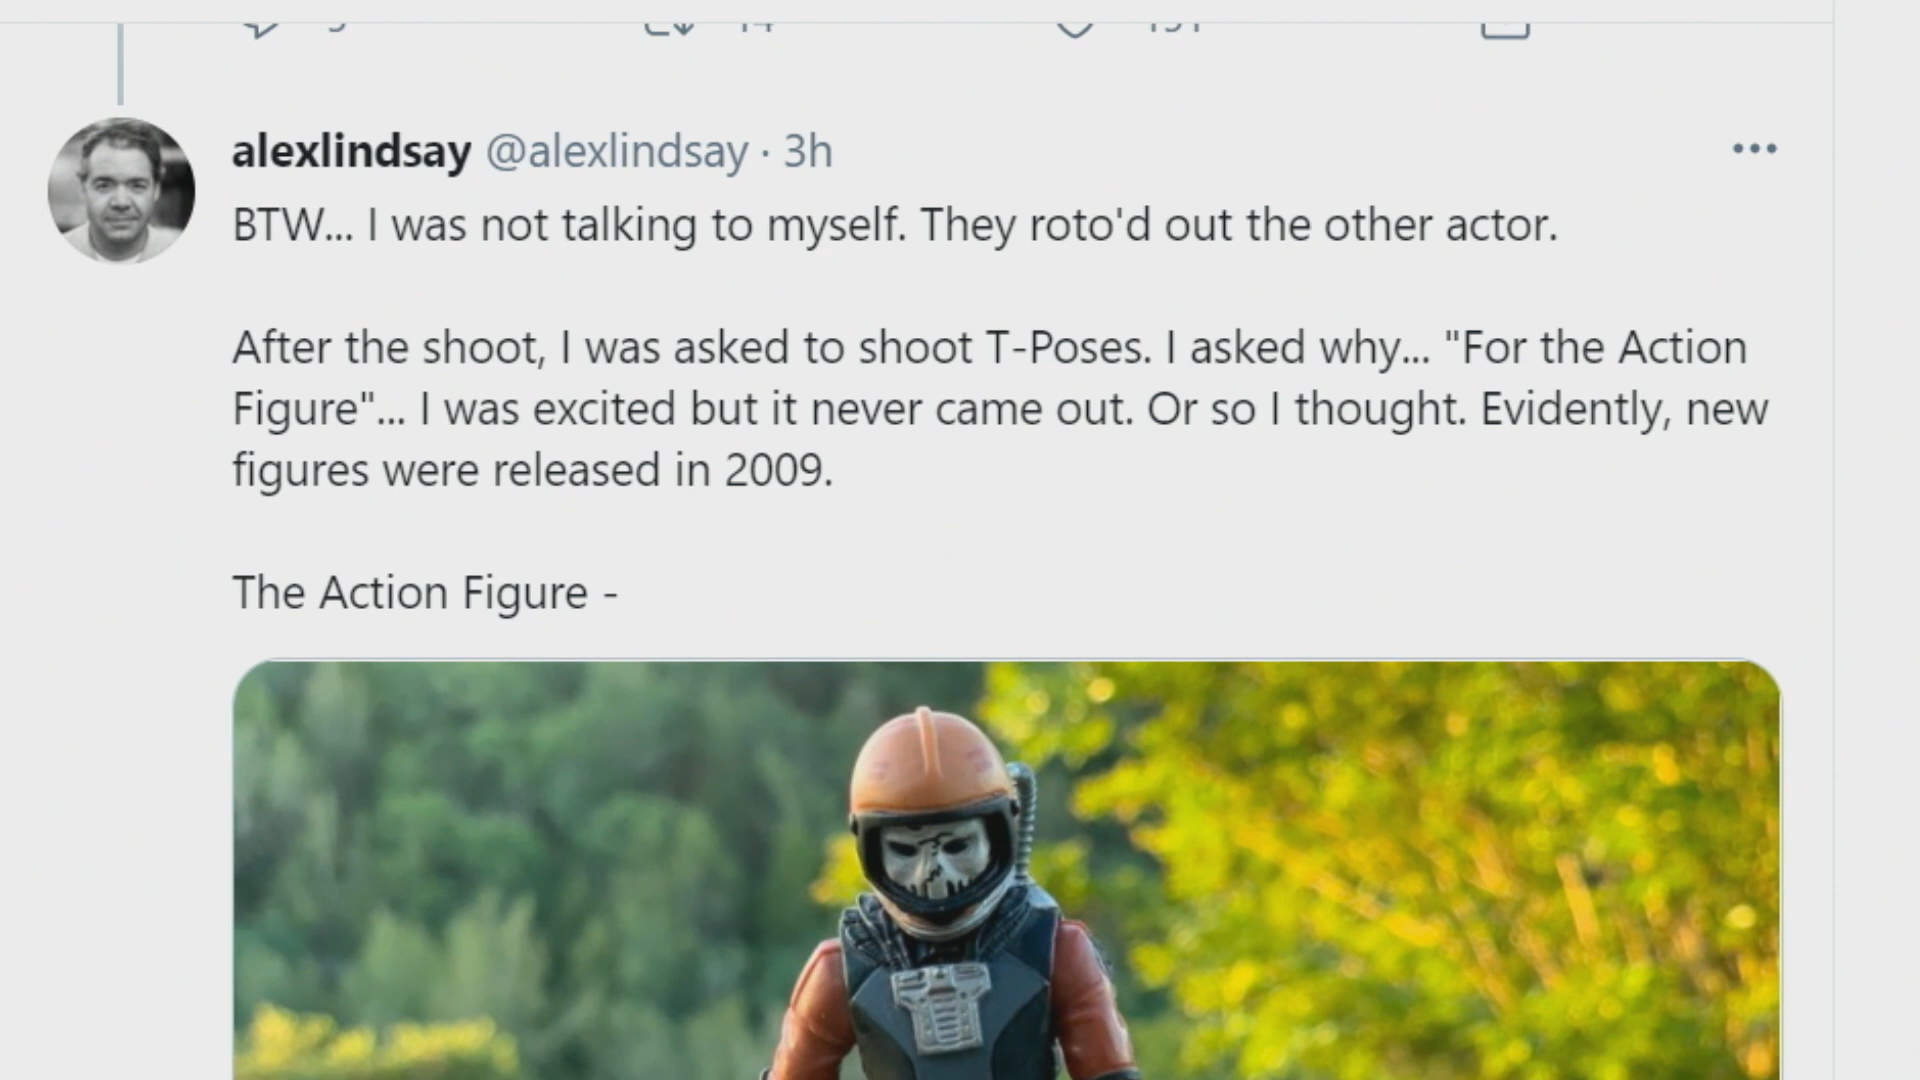 alexlindsay @alexlindsay · 3h
BTW... I was not talking to myself. They roto'd out the other actor.
After the shoot, I was asked to shoot T-Poses. I asked why... "For the Action
Figure"... I was excited but it never came out. Or so I thought. Evidently, new
figures were released in 2009.
The Action Figure -